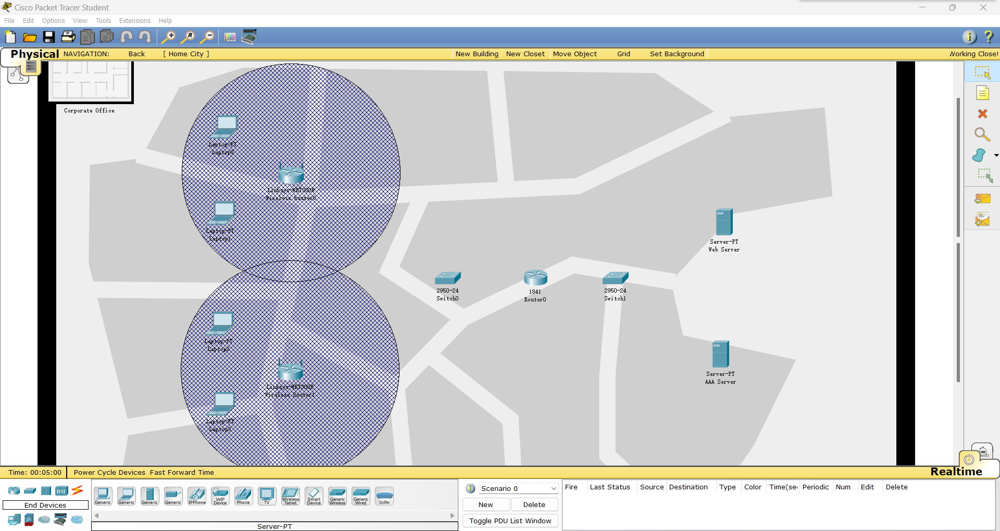 Cisco Packet Tracer Student
File Edit Options View Tools Extensions Help
Physical NAVIGATION: Back [ Home City ] New Building New Closet Move Object Grid Set Background Working Closet
Corporate Office
Laptop-PT
Laptop0
Linksys-WRT300N
Wireless Router0
Laptop-PT
Laptop1
Server-PT
Web Server
2950-24
Switch0
1841
Router0
2950-24
Switch1
Laptop-PT
Laptop2
Linksys-WRT300N
Wireless Router1
Server-PT
AAA Server
Laptop-PT
Laptop3
Time: 00:05:00 Power Cycle Devices Fast Forward Time Realtime
End Devices
Generic Generic Generic Generic IPPhone VoIP Device Phone TV Wireless Tablet Smart Device Generic Wireless Generic Wired Sniffer
Server-PT
Scenario 0
New Delete
Toggle PDU List Window
Fire Last Status Source Destination Type Color Time(sec Periodic Num Edit Delete